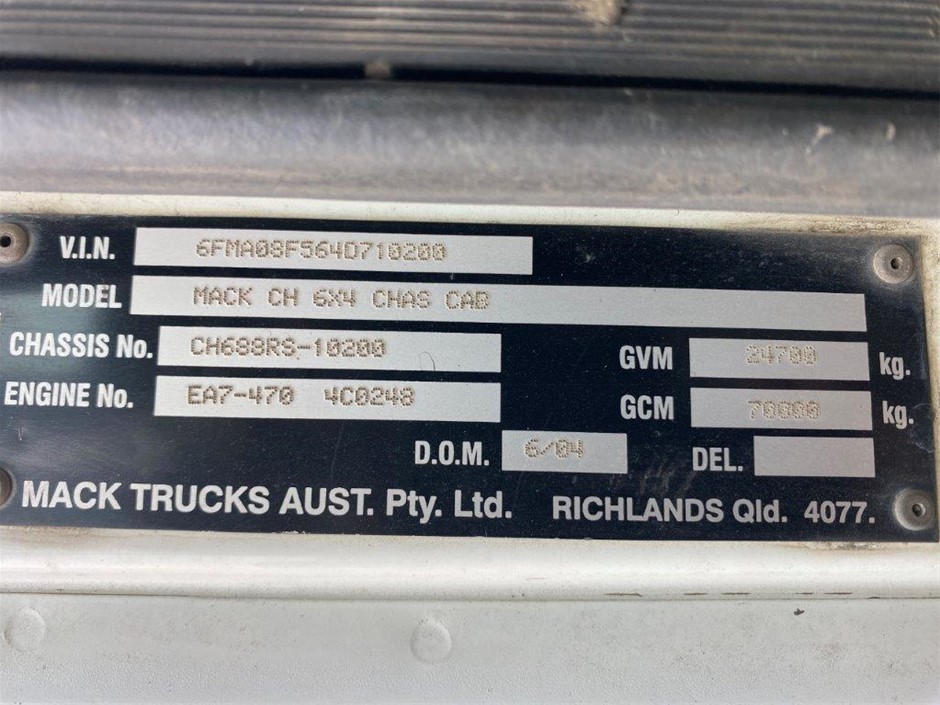 V.I.N. 6FMA08F564D710200
MODEL MACK CH 6X4 CHAS CAB
CHASSIS No. CH688RS-10200 GVM 24700 kg.
ENGINE No. EA7-470 4C0248 GCM 70000 kg.
D.O.M. 6/04 DEL.
MACK TRUCKS AUST. Pty. Ltd. RICHLANDS Qld. 4077.